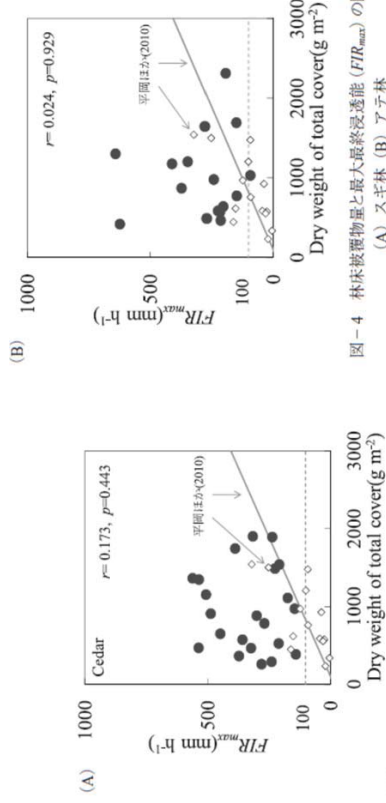 (A)
Cedar
r= 0.173, p=0.443
平岡ほか(2010)
1000
500
100
0
FIRmax(mm h-1)
0
1000
2000
3000
Dry weight of total cover(g m-2)
(B)
r= 0.024, p=0.929
平岡ほか(2010)
1000
500
100
0
FIRmax(mm h-1)
0
1000
2000
3000
Dry weight of total cover(g m-2)
図－4 林床被覆物量と最大最終浸透能 (FIRmax) の
(A) スギ林 (B) アテ林